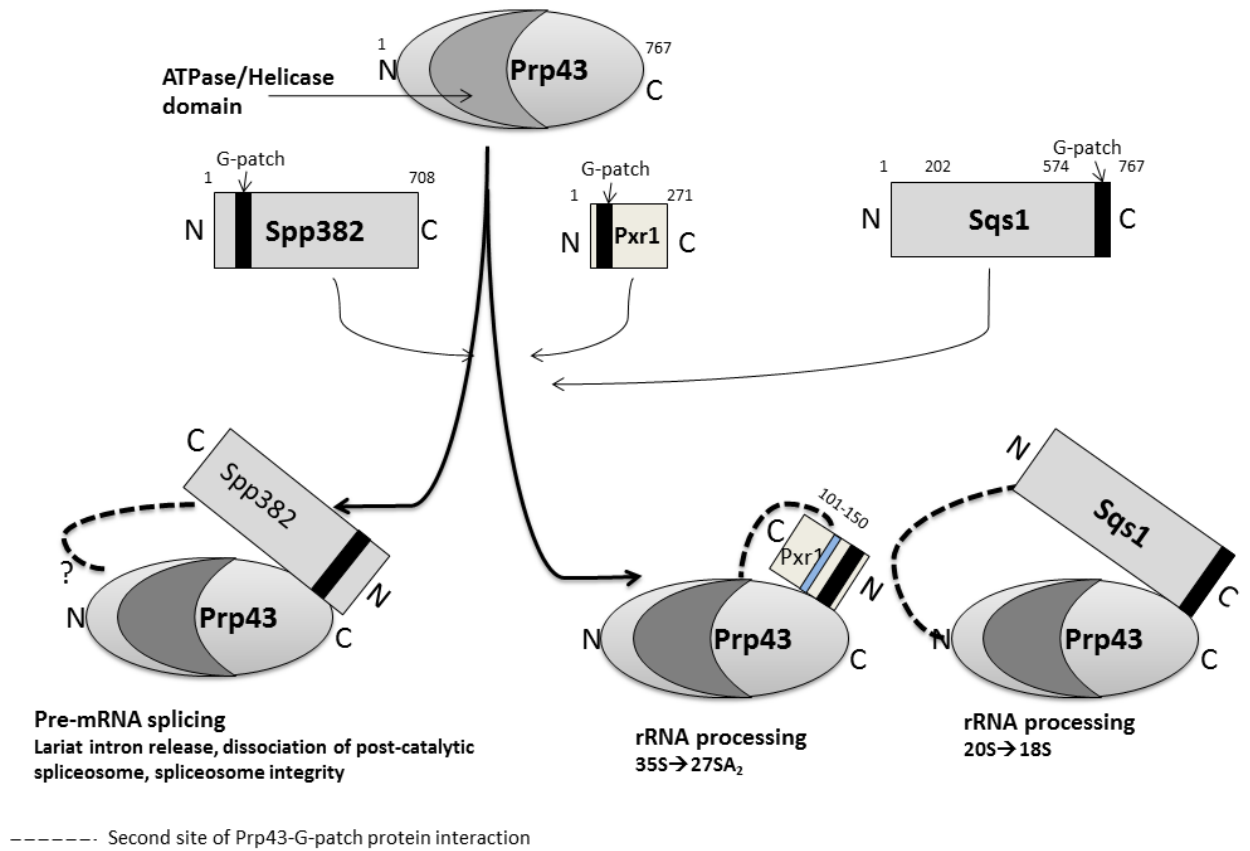 1
767
N
Prp43
C
ATPase/Helicase
domain
G-patch
1
708
N
Spp382
C
G-patch
1
271
N
Pxr1
C
G-patch
1 202 574 767
N
Sqs1
C
C
Spp382
N
?
N
Prp43
C
101-150
C
Pxr1
N
N
Prp43
C
N
Sqs1
C
N
Prp43
C
Pre-mRNA splicing
Lariat intron release, dissociation of post-catalytic
spliceosome, spliceosome integrity
rRNA processing
35S→27SA₂
rRNA processing
20S→18S
Second site of Prp43-G-patch protein interaction